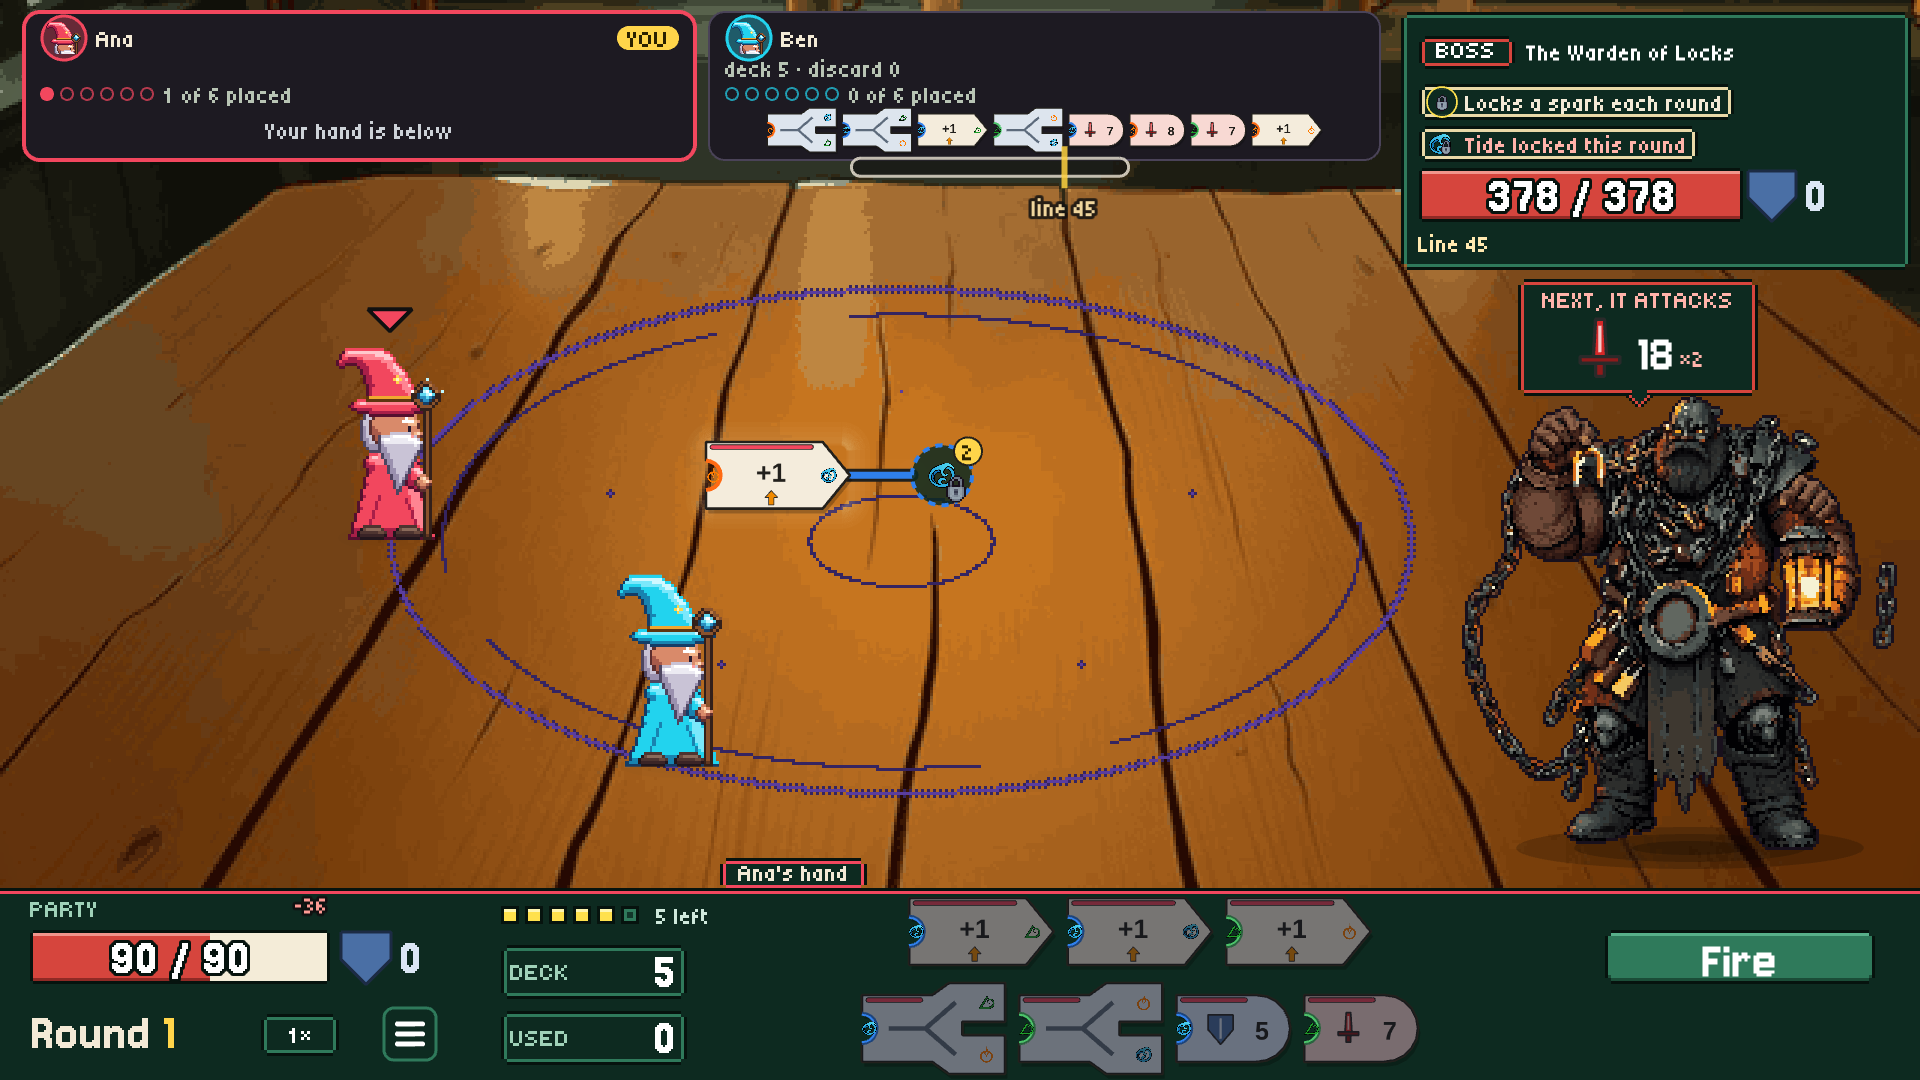 Ana
YOU
1 of 6 placed
Your hand is below
Ben
deck 5 · discard 0
0 of 6 placed
+1
7
8
7
+1
line 45
BOSS The Warden of Locks
Locks a spark each round
Tide locked this round
378 / 378
0
Line 45
NEXT, IT ATTACKS
18 ×2
+1
2
Ana's hand
PARTY
-36
90 / 90
0
Round 1
1×
5 left
DECK 5
USED 0
+1
+1
+1
5
7
Fire